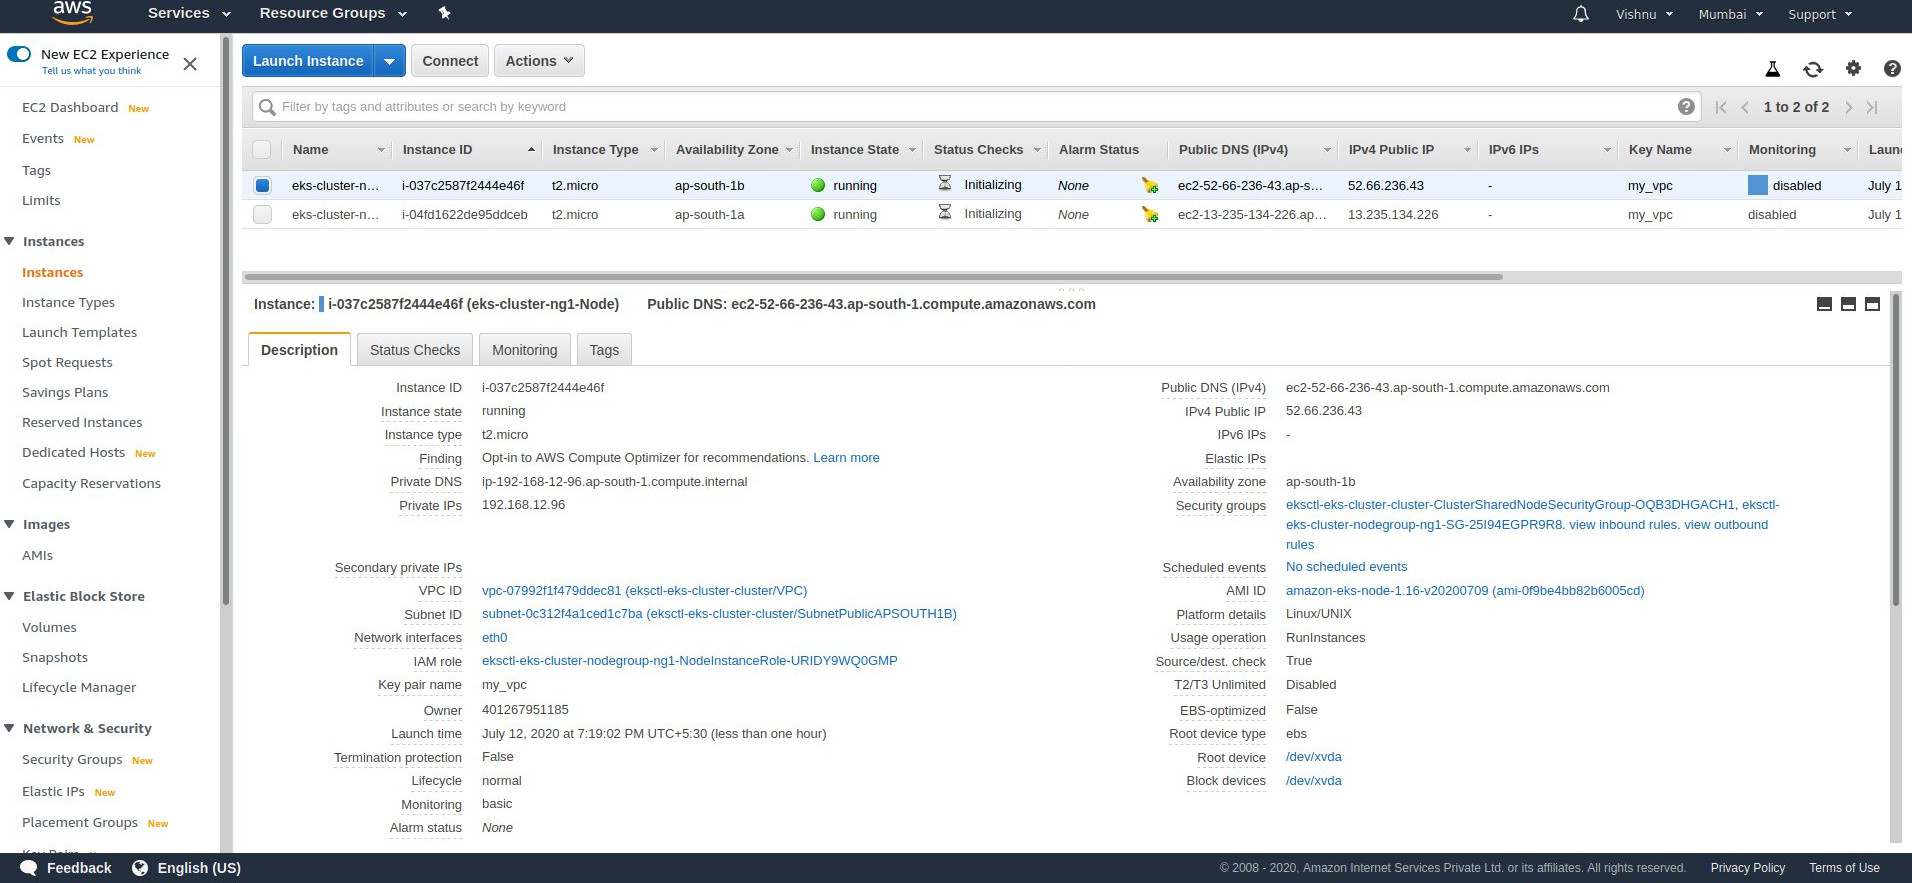 aws Services Resource Groups Vishnu Mumbai Support
New EC2 Experience
Tell us what you think
EC2 Dashboard New
Events New
Tags
Limits
Instances
Instances
Instance Types
Launch Templates
Spot Requests
Savings Plans
Reserved Instances
Dedicated Hosts New
Capacity Reservations
Images
AMIs
Elastic Block Store
Volumes
Snapshots
Lifecycle Manager
Network & Security
Security Groups New
Elastic IPs New
Placement Groups New
Launch Instance Connect Actions
Filter by tags and attributes or search by keyword 1 to 2 of 2
Name Instance ID Instance Type Availability Zone Instance State Status Checks Alarm Status Public DNS (IPv4) IPv4 Public IP IPv6 IPs Key Name Monitoring Laun
eks-cluster-n... i-037c2587f2444e46f t2.micro ap-south-1b running Initializing None ec2-52-66-236-43.ap-s... 52.66.236.43 - my_vpc disabled July 1
eks-cluster-n... i-04fd1622de95ddceb t2.micro ap-south-1a running Initializing None ec2-13-235-134-226.ap... 13.235.134.226 - my_vpc disabled July 1
Instance: i-037c2587f2444e46f (eks-cluster-ng1-Node) Public DNS: ec2-52-66-236-43.ap-south-1.compute.amazonaws.com
Description Status Checks Monitoring Tags
Instance ID i-037c2587f2444e46f
Instance state running
Instance type t2.micro
Finding Opt-in to AWS Compute Optimizer for recommendations. Learn more
Private DNS ip-192-168-12-96.ap-south-1.compute.internal
Private IPs 192.168.12.96
Secondary private IPs
VPC ID vpc-07992f1f479ddec81 (eksctl-eks-cluster-cluster/VPC)
Subnet ID subnet-0c312f4a1ced1c7ba (eksctl-eks-cluster-cluster/SubnetPublicAPSOUTH1B)
Network interfaces eth0
IAM role eksctl-eks-cluster-nodegroup-ng1-NodeInstanceRole-URIDY9WQ0GMP
Key pair name my_vpc
Owner 401267951185
Launch time July 12, 2020 at 7:19:02 PM UTC+5:30 (less than one hour)
Termination protection False
Lifecycle normal
Monitoring basic
Alarm status None
Public DNS (IPv4) ec2-52-66-236-43.ap-south-1.compute.amazonaws.com
IPv4 Public IP 52.66.236.43
IPv6 IPs -
Elastic IPs
Availability zone ap-south-1b
Security groups eksctl-eks-cluster-cluster-ClusterSharedNodeSecurityGroup-OQB3DHGACH1, eksctl-
eks-cluster-nodegroup-ng1-SG-25I94EGPR9R8. view inbound rules. view outbound
rules
Scheduled events No scheduled events
AMI ID amazon-eks-node-1.16-v20200709 (ami-0f9be4bb82b6005cd)
Platform details Linux/UNIX
Usage operation RunInstances
Source/dest. check True
T2/T3 Unlimited Disabled
EBS-optimized False
Root device type ebs
Root device /dev/xvda
Block devices /dev/xvda
Feedback English (US) © 2008 - 2020, Amazon Internet Services Private Ltd. or its affiliates. All rights reserved. Privacy Policy Terms of Use